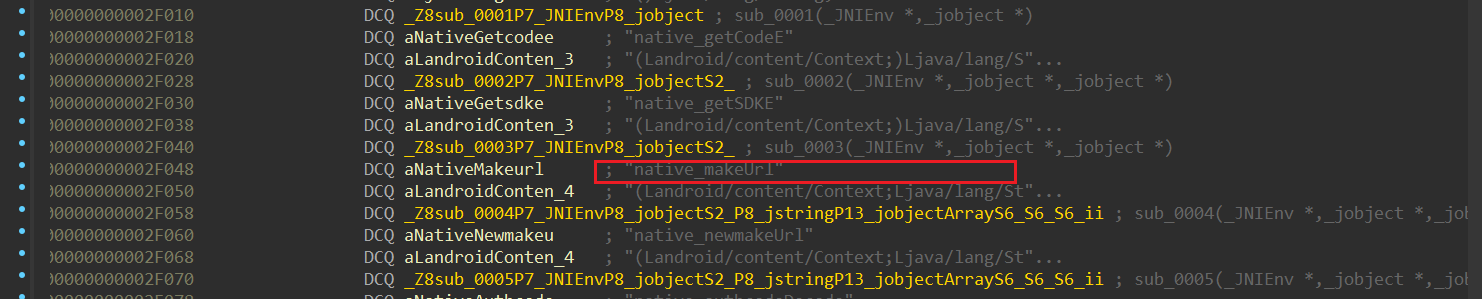 00000000002F010 DCQ _Z8sub_0001P7_JNIEnvP8_jobject ; sub_0001(_JNIEnv *,_jobject *)
00000000002F018 DCQ aNativeGetcodee ; "native_getCodeE"
00000000002F020 DCQ aLandroidConten_3 ; "(Landroid/content/Context;)Ljava/lang/S"...
00000000002F028 DCQ _Z8sub_0002P7_JNIEnvP8_jobjectS2_ ; sub_0002(_JNIEnv *,_jobject *,_jobject *)
00000000002F030 DCQ aNativeGetsdke ; "native_getSDKE"
00000000002F038 DCQ aLandroidConten_3 ; "(Landroid/content/Context;)Ljava/lang/S"...
00000000002F040 DCQ _Z8sub_0003P7_JNIEnvP8_jobjectS2_ ; sub_0003(_JNIEnv *,_jobject *,_jobject *)
00000000002F048 DCQ aNativeMakeurl ; "native_makeUrl"
00000000002F050 DCQ aLandroidConten_4 ; "(Landroid/content/Context;Ljava/lang/St"...
00000000002F058 DCQ _Z8sub_0004P7_JNIEnvP8_jobjectS2_P8_jstringP13_jobjectArrayS6_S6_S6_ii ; sub_0004(_JNIEnv *,_jobject *,_job
00000000002F060 DCQ aNativeNewmakeu ; "native_newmakeUrl"
00000000002F068 DCQ aLandroidConten_4 ; "(Landroid/content/Context;Ljava/lang/St"...
00000000002F070 DCQ _Z8sub_0005P7_JNIEnvP8_jobjectS2_P8_jstringP13_jobjectArrayS6_S6_S6_ii ; sub_0005(_JNIEnv *,_jobject *,_job